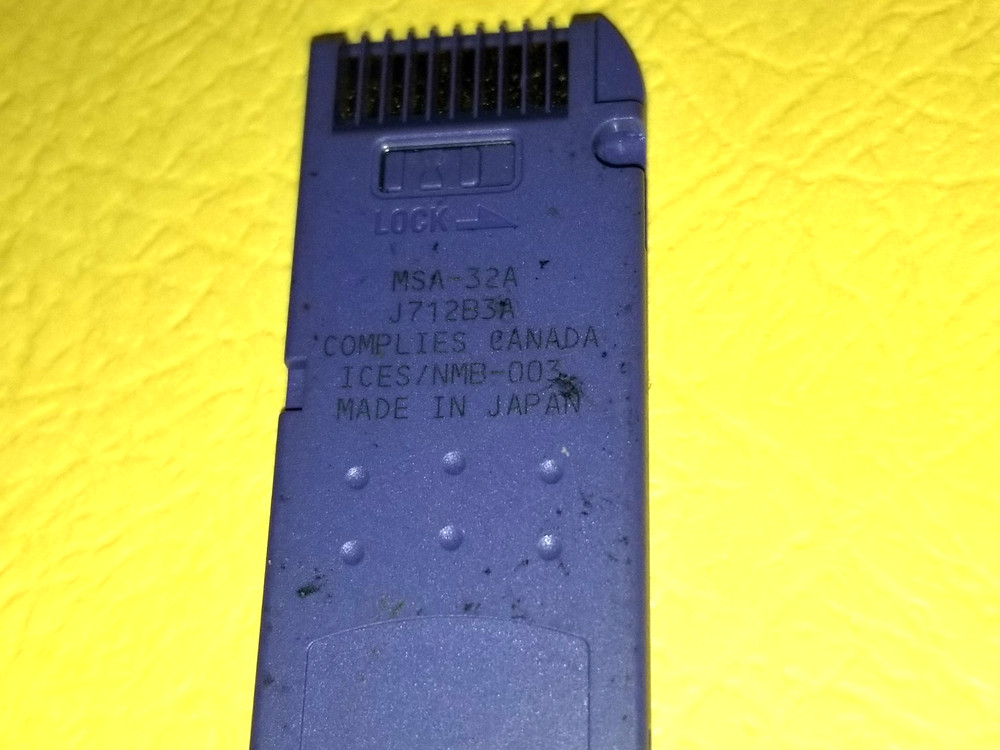 LOCK
MSA-32A
J712B3A
COMPLIES CANADA
ICES/NMB-003
MADE IN JAPAN